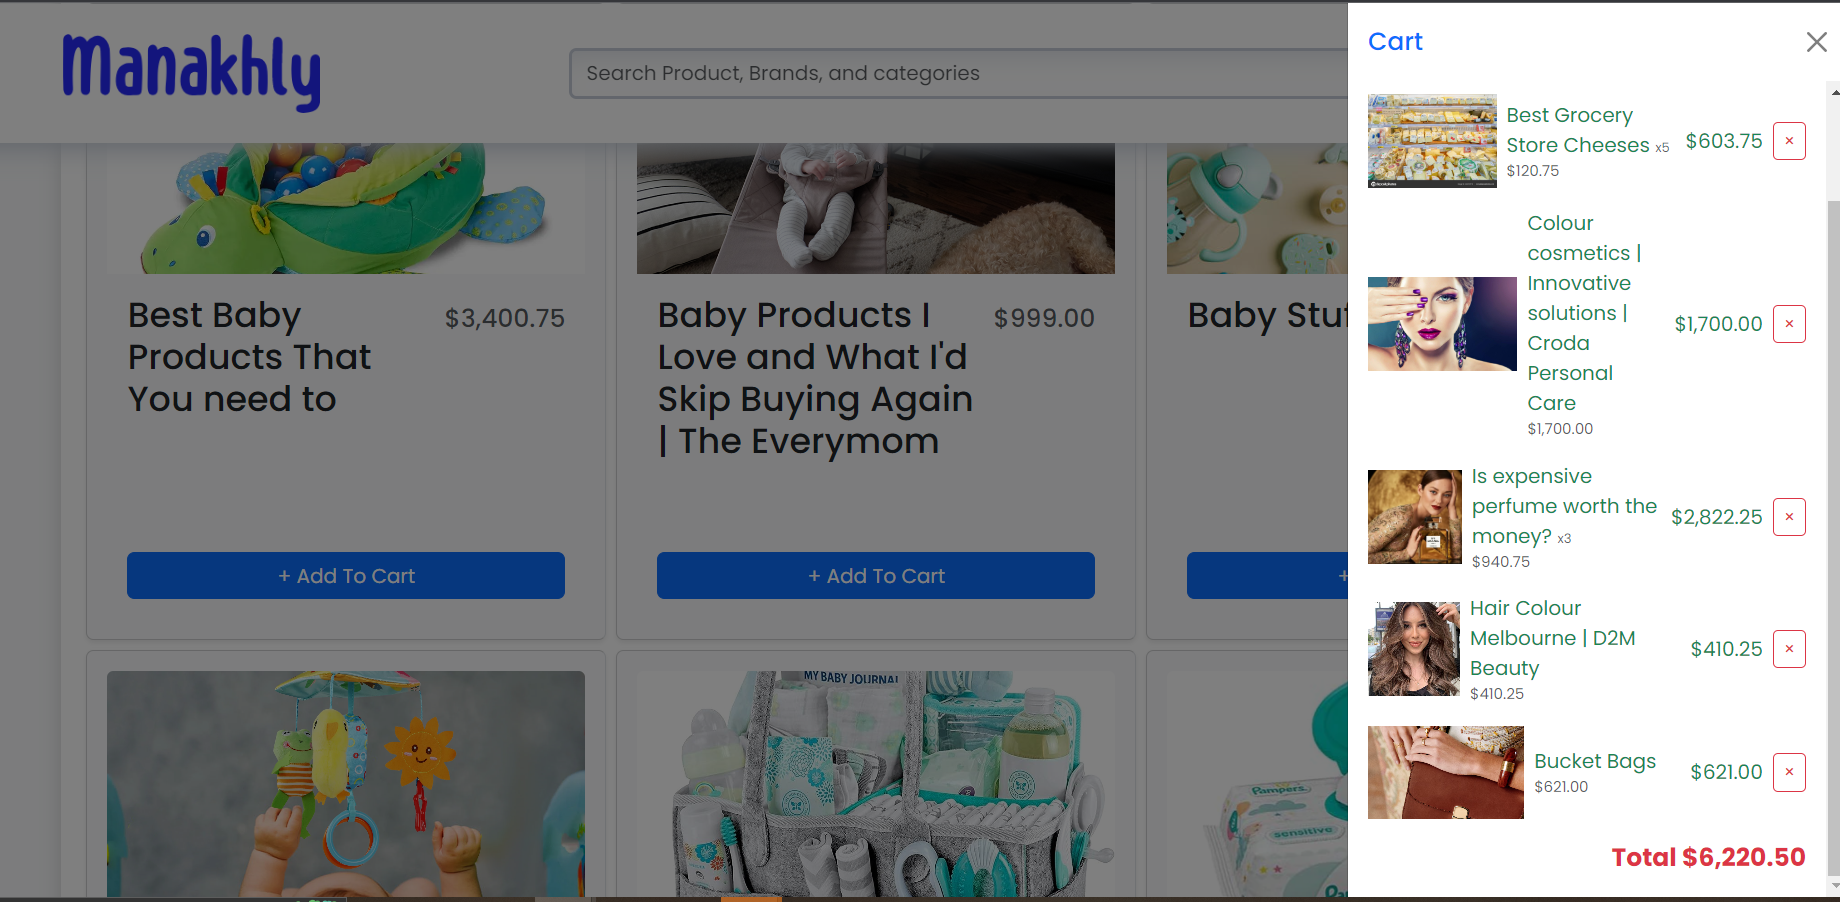 Manakhly
Search Product, Brands, and categories
Best Baby
Products That
You need to
$3,400.75
+ Add To Cart
Baby Products I
Love and What I'd
Skip Buying Again
| The Everymom
$999.00
+ Add To Cart
Baby
+
MY BABY JOURNAL
Pampers
sensitive
Cart
Best Grocery
Store Cheeses x5
$120.75
$603.75
×
Colour
cosmetics |
Innovative
solutions |
Croda
Personal
Care
$1,700.00
$1,700.00
×
Is expensive
perfume worth the
money? x3
$940.75
$2,822.25
×
Hair Colour
Melbourne | D2M
Beauty
$410.25
$410.25
×
Bucket Bags
$621.00
$621.00
×
Total $6,220.50